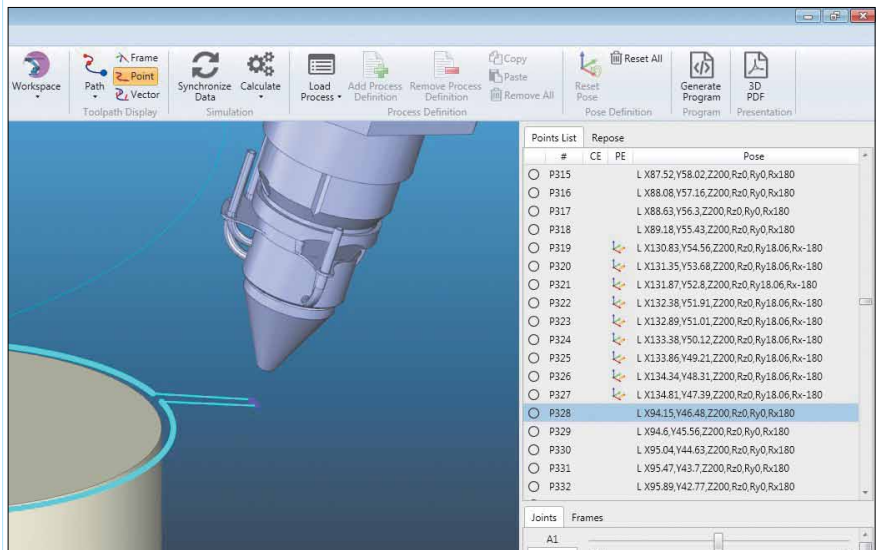 Workspace
Path
Frame
Point
Vector
Toolpath Display
Synchronize Data
Calculate
Simulation
Load Process
Add Process Definition
Remove Process Definition
Copy
Paste
Remove All
Process Definition
Reset Pose
Reset All
Pose Definition
Generate Program
Program
3D PDF
Presentation
Points List Repose
# CE PE Pose
P315 L X87.52,Y58.02,Z200,Rz0,Ry0,Rx180
P316 L X88.08,Y57.16,Z200,Rz0,Ry0,Rx180
P317 L X88.63,Y56.3,Z200,Rz0,Ry0,Rx180
P318 L X89.18,Y55.43,Z200,Rz0,Ry0,Rx180
P319 L X130.83,Y54.56,Z200,Rz0,Ry18.06,Rx-180
P320 L X131.35,Y53.68,Z200,Rz0,Ry18.06,Rx-180
P321 L X131.87,Y52.8,Z200,Rz0,Ry18.06,Rx-180
P322 L X132.38,Y51.91,Z200,Rz0,Ry18.06,Rx-180
P323 L X132.89,Y51.01,Z200,Rz0,Ry18.06,Rx-180
P324 L X133.38,Y50.12,Z200,Rz0,Ry18.06,Rx-180
P325 L X133.86,Y49.21,Z200,Rz0,Ry18.06,Rx-180
P326 L X134.34,Y48.31,Z200,Rz0,Ry18.06,Rx-180
P327 L X134.81,Y47.39,Z200,Rz0,Ry18.06,Rx-180
P328 L X94.15,Y46.48,Z200,Rz0,Ry0,Rx180
P329 L X94.6,Y45.56,Z200,Rz0,Ry0,Rx180
P330 L X95.04,Y44.63,Z200,Rz0,Ry0,Rx180
P331 L X95.47,Y43.7,Z200,Rz0,Ry0,Rx180
P332 L X95.89,Y42.77,Z200,Rz0,Ry0,Rx180
Joints Frames
A1